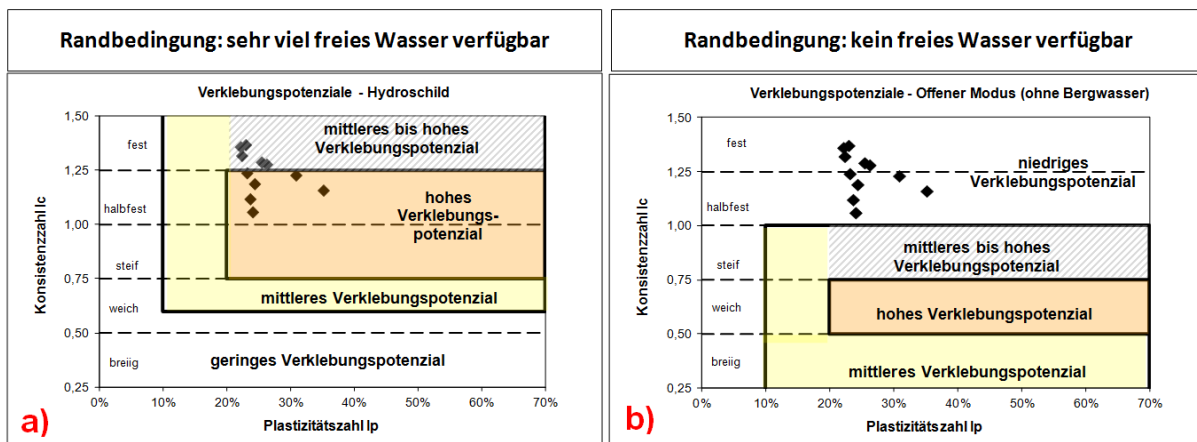 Randbedingung: sehr viel freies Wasser verfügbar
Verklebungspotenziale - Hydroschild
Konsistenzzahl Ic
1,50
1,25
1,00
0,75
0,50
0,25
fest
halbfest
steif
weich
breiig
mittleres bis hohes
Verklebungspotenzial
hohes
Verklebungs-
potenzial
mittleres Verklebungspotenzial
geringes Verklebungspotenzial
0%
10%
20%
30%
40%
50%
60%
70%
Plastizitätszahl Ip
a)
Randbedingung: kein freies Wasser verfügbar
Verklebungspotenziale - Offener Modus (ohne Bergwasser)
Konsistenzzahl Ic
1,50
1,25
1,00
0,75
0,50
0,25
fest
halbfest
steif
weich
breiig
niedriges
Verklebungspotenzial
mittleres bis hohes
Verklebungspotenzial
hohes Verklebungspotenzial
mittleres Verklebungspotenzial
0%
10%
20%
30%
40%
50%
60%
70%
Plastizitätszahl Ip
b)